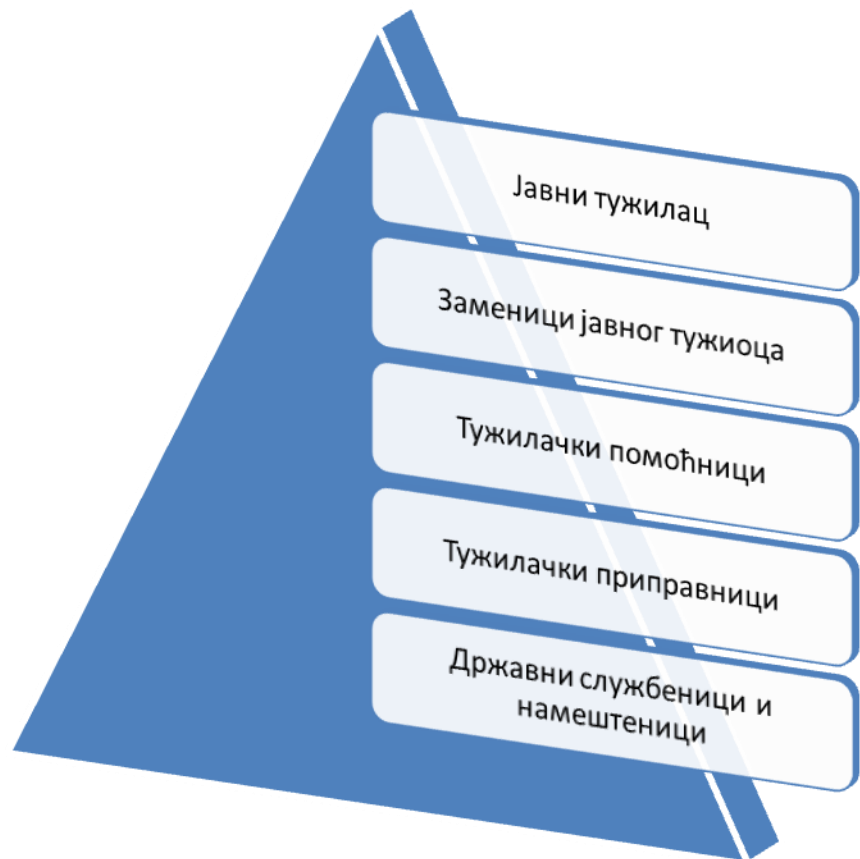 Јавни тужилац
Заменици јавног тужиоца
Тужилачки помоћници
Тужилачки приправници
Државни службеници и
намештеници